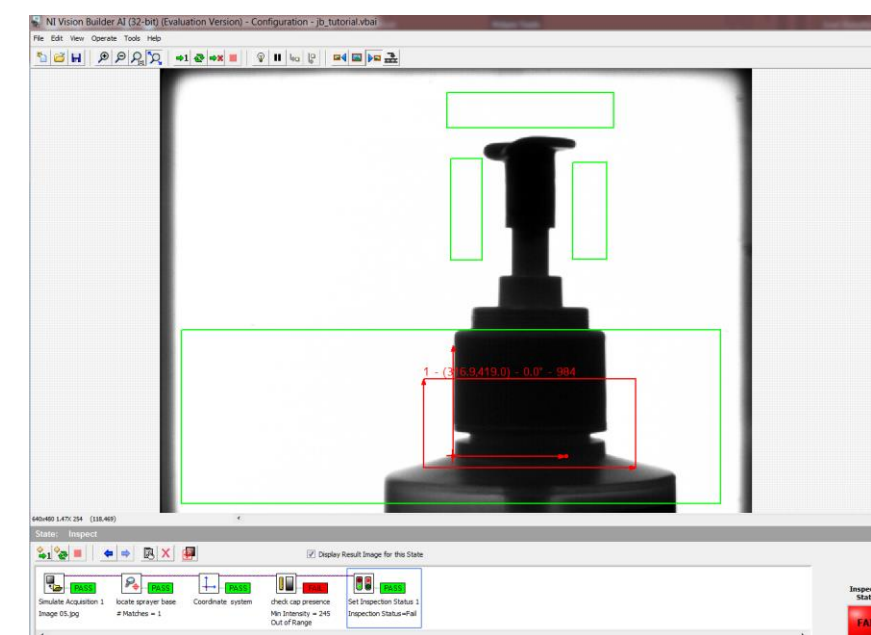 NI Vision Builder AI (32-bit) (Evaluation Version) - Configuration - jb_tutorial.vbai
File Edit View Operate Tools Help
1 - (316.9,419.0) - 0.0° - 984
640x480 1.47X 254 (118,469)
State: Inspect
Display Result Image for this State
PASS PASS PASS FAIL PASS
Simulate Acquisition 1 locate sprayer base Coordinate system check cap presence Set Inspection Status 1
Image 05.jpg # Matches = 1 Min Intensity = 245 Inspection Status=Fail
Out of Range
Inspec
Stat
FA